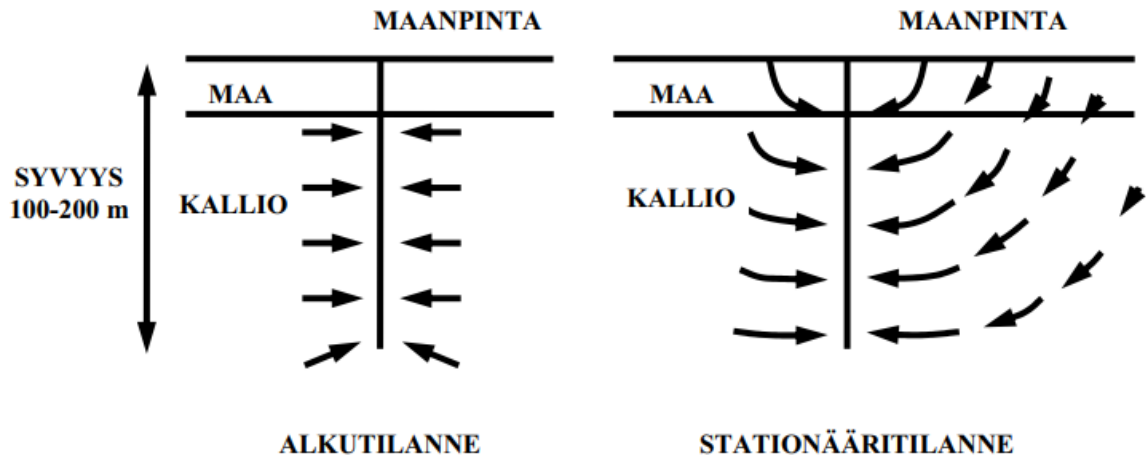 MAANPINTA
MAA
SYVYYS
100-200 m
KALLIO
ALKUTILANNE
MAANPINTA
MAA
KALLIO
STATIONÄÄRITILANNE